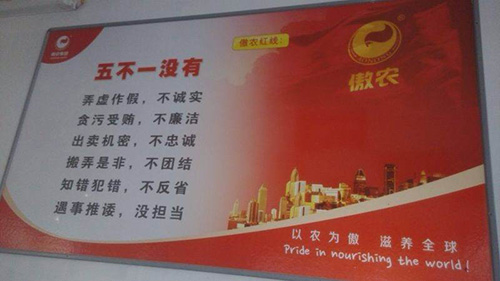 傲农红线：
傲农
五不一没有
弄虚作假，不诚实
贪污受贿，不廉洁
出卖机密，不忠诚
搬弄是非，不团结
知错犯错，不反省
遇事推诿，没担当
以农为傲 滋养全球
Pride in nourishing the world!